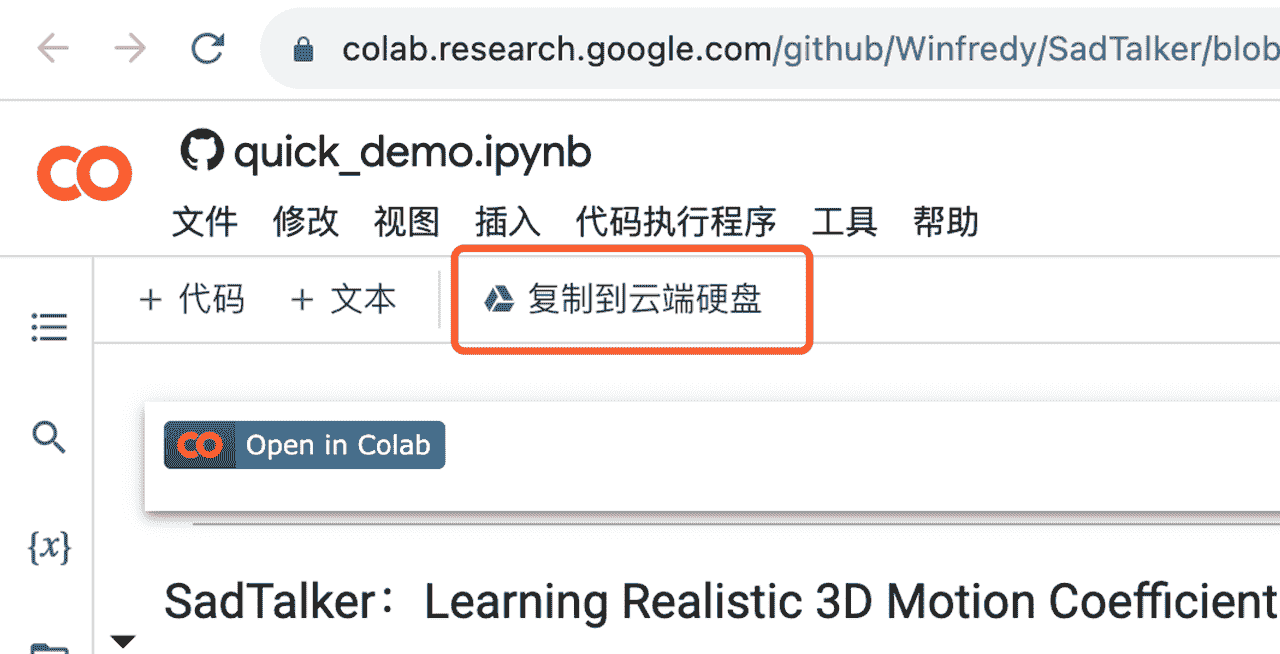 colab.research.google.com/github/Winfredy/SadTalker/blob
quick_demo.ipynb
文件 修改 视图 插入 代码执行程序 工具 帮助
+ 代码 + 文本 复制到云端硬盘
Open in Colab
{x}
SadTalker：Learning Realistic 3D Motion Coefficient